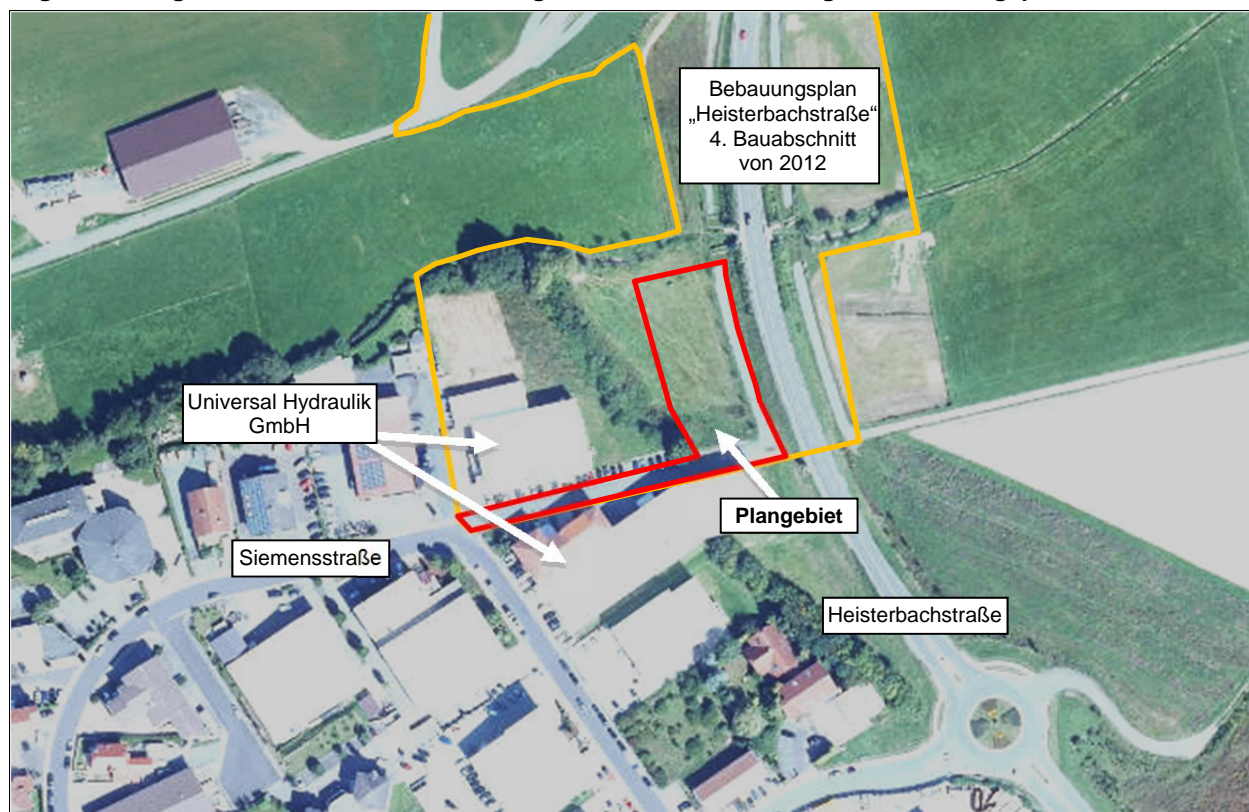 Bebauungsplan
„Heisterbachstraße“
4. Bauabschnitt
von 2012
Universal Hydraulik
GmbH
Plangebiet
Siemensstraße
Heisterbachstraße